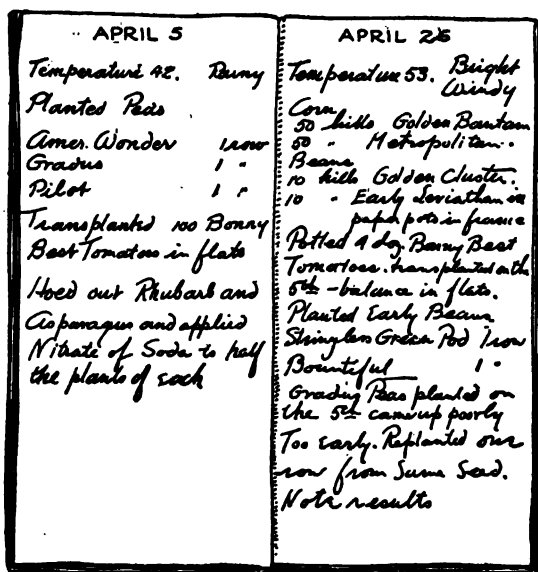 APRIL 5
Temperature 42. Rainy
Planted Peas
Amer. Wonder 1 row
Gradus 1 "
Pilot 1 "
Transplanted 100 Bonny
Best Tomatoes in flats
Hoed out Rhubarb and
Asparagus and applied
Nitrate of Soda to half
the plants of each
APRIL 26
Temperature 53. Bright
Windy
Corn
50 hills Golden Bantam
50 " Metropolitan "
Beans
10 hills Golden Cluster.
10 " Early Leviathan in
paper pots in frame
Potted 4 doz. Bonny Best
Tomatoes. transplanted on the
5th - balance in flats.
Planted Early Beans
Stringless Green Pod 1 row
Bountiful 1 "
Gradus Peas planted on
the 5th came up poorly
Too early. Replanted one
row from Same Seed.
Note results